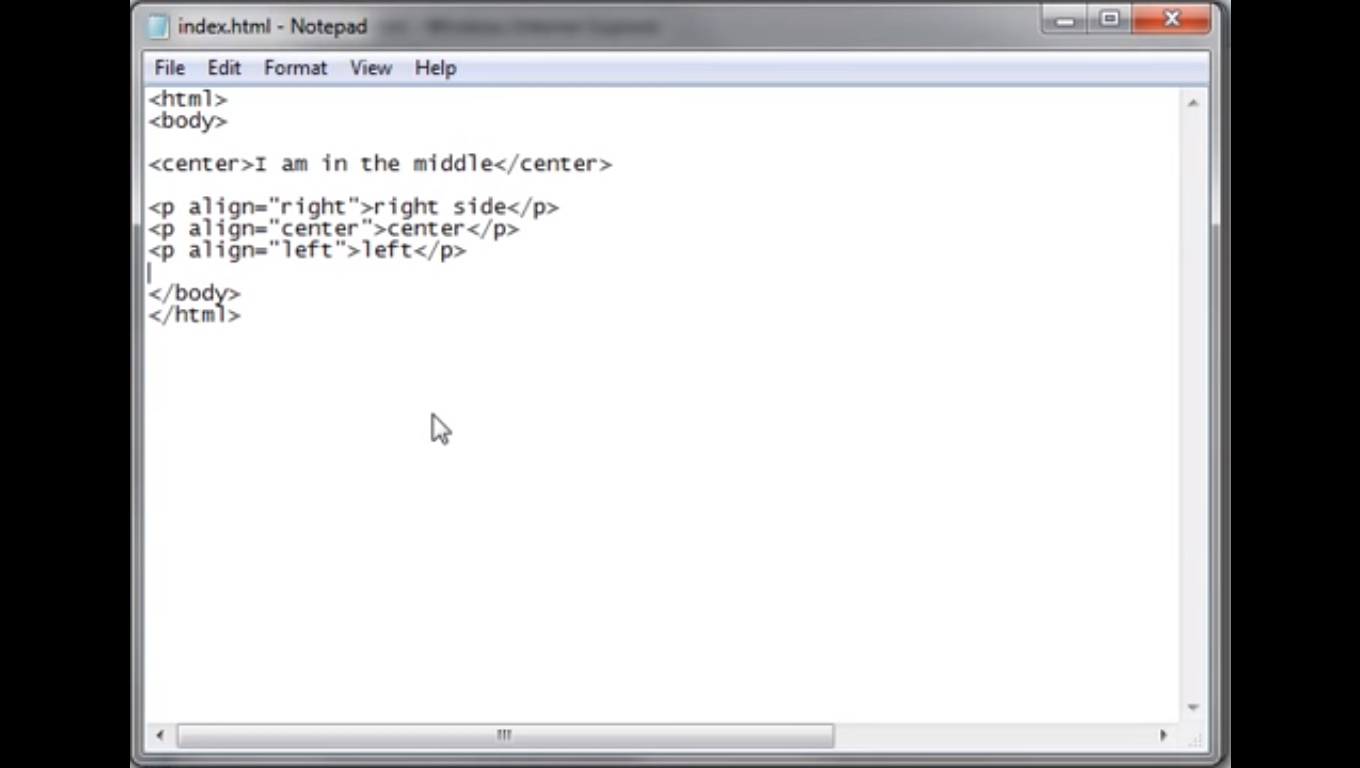 index.html - Notepad
File Edit Format View Help
<html>
<body>
<center>I am in the middle</center>
<p align="right">right side</p>
<p align="center">center</p>
<p align="left">left</p>
</body>
</html>